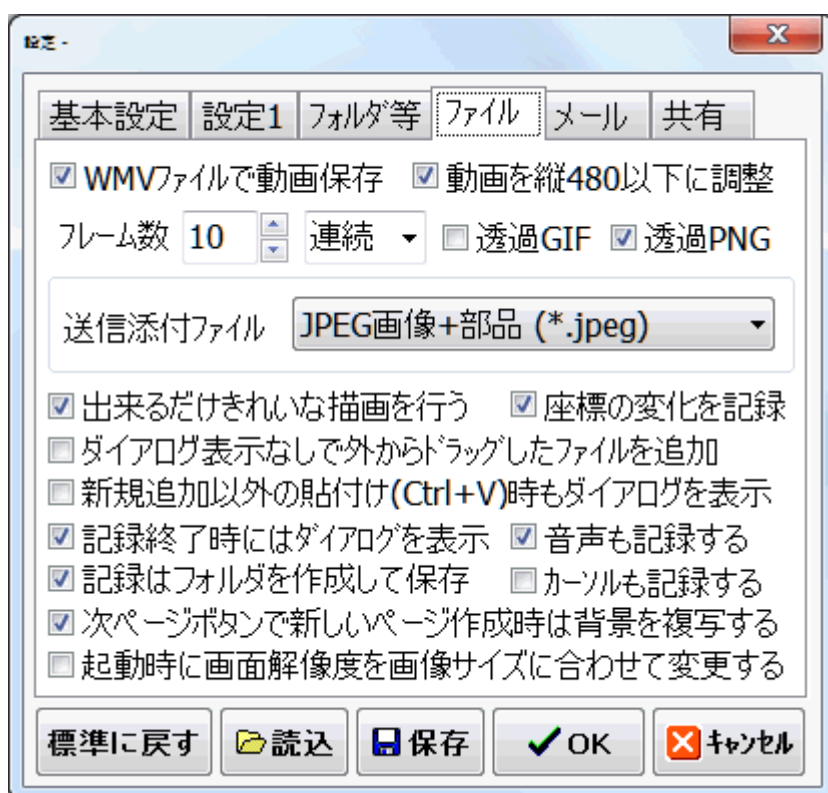 設定 -
基本設定 設定1 フォルダ等 ファイル メール 共有
WMVファイルで動画保存 動画を縦480以下に調整
フレーム数 10 連続 透過GIF 透過PNG
送信添付ファイル JPEG画像+部品 (*.jpeg)
出来るだけきれいな描画を行う 座標の変化を記録
ダイアログ表示なしで外からドラッグしたファイルを追加
新規追加以外の貼付け(Ctrl+V)時もダイアログを表示
記録終了時にはダイアログを表示 音声も記録する
記録はフォルダを作成して保存 カーソルも記録する
次ページボタンで新しいページ作成時は背景を複写する
起動時に画面解像度を画像サイズに合わせて変更する
標準に戻す 読込 保存 OK キャンセル